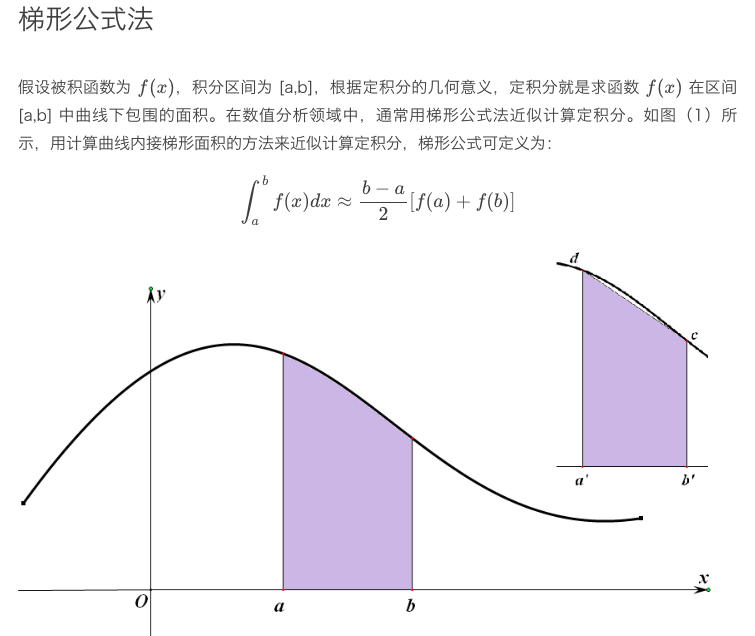 梯形公式法
假设被积函数为 f(x)，积分区间为 [a,b]，根据定积分的几何意义，定积分就是求函数 f(x) 在区间
[a,b] 中曲线下包围的面积。在数值分析领域中，通常用梯形公式法近似计算定积分。如图（1）所
示，用计算曲线内接梯形面积的方法来近似计算定积分，梯形公式可定义为：
∫_a^b f(x)dx ≈ \frac{b − a}{2}[f(a) + f(b)]
d
y
c
a'
b'
x
O
a
b